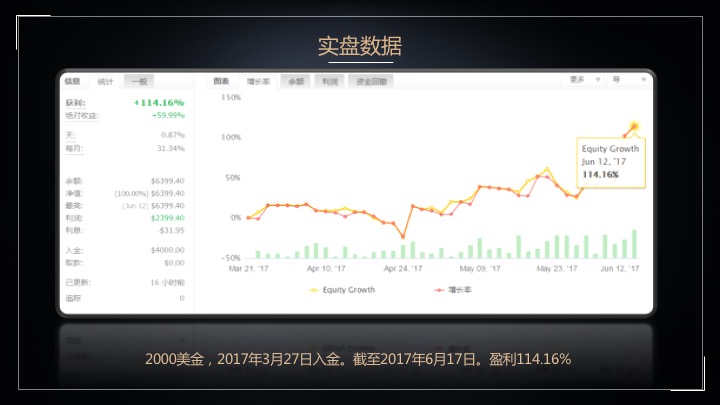 实盘数据
信息 统计 一般
图表 增长率 余额 利润 资金回撤
更多 导
获利: +114.16%
绝对收益: +59.99%
天: 0.87%
每月: 31.34%
余额: $6399.40
净值: (100.00%) $6399.40
最高: (Jun 12) $6399.40
利润: $2399.40
利息: -$31.95
入金: $4000.00
取款: $0.00
已更新: 16 小时前
追踪 0
150%
100%
50%
0%
-50%
Mar 21, '17 Apr 10, '17 Apr 24, '17 May 09, '17 May 23, '17 Jun 12, '17
Equity Growth
Jun 12, '17
114.16%
Equity Growth 增长率
2000美金，2017年3月27日入金。截至2017年6月17日。盈利114.16%